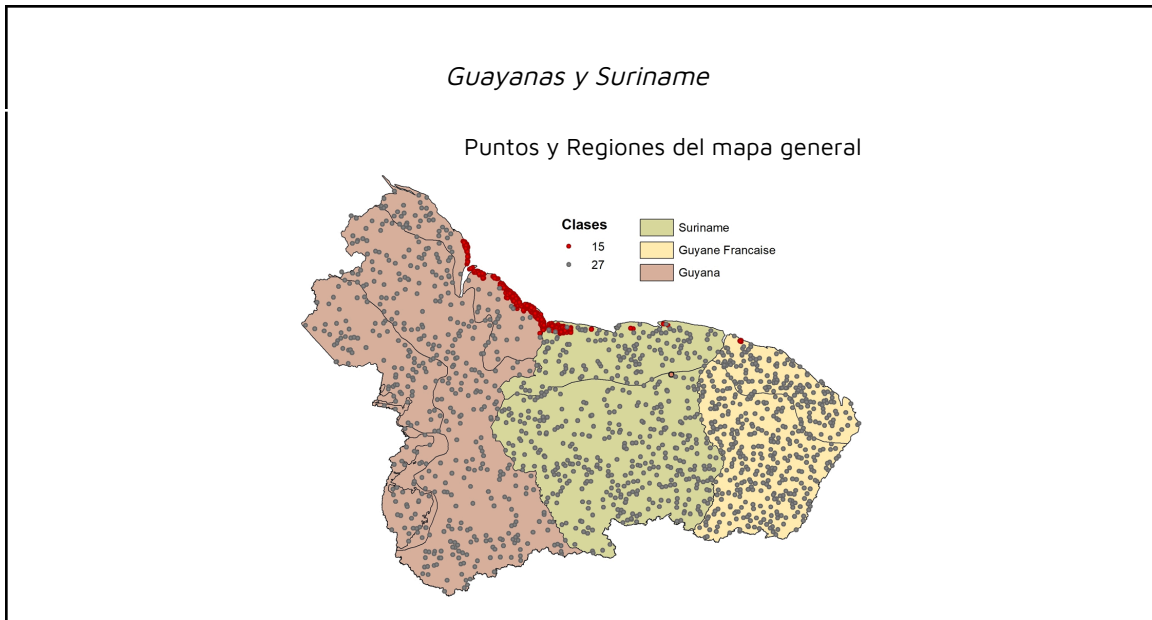 Guayanas y Suriname
Puntos y Regiones del mapa general
Clases
15
27
Suriname
Guyane Francaise
Guyana